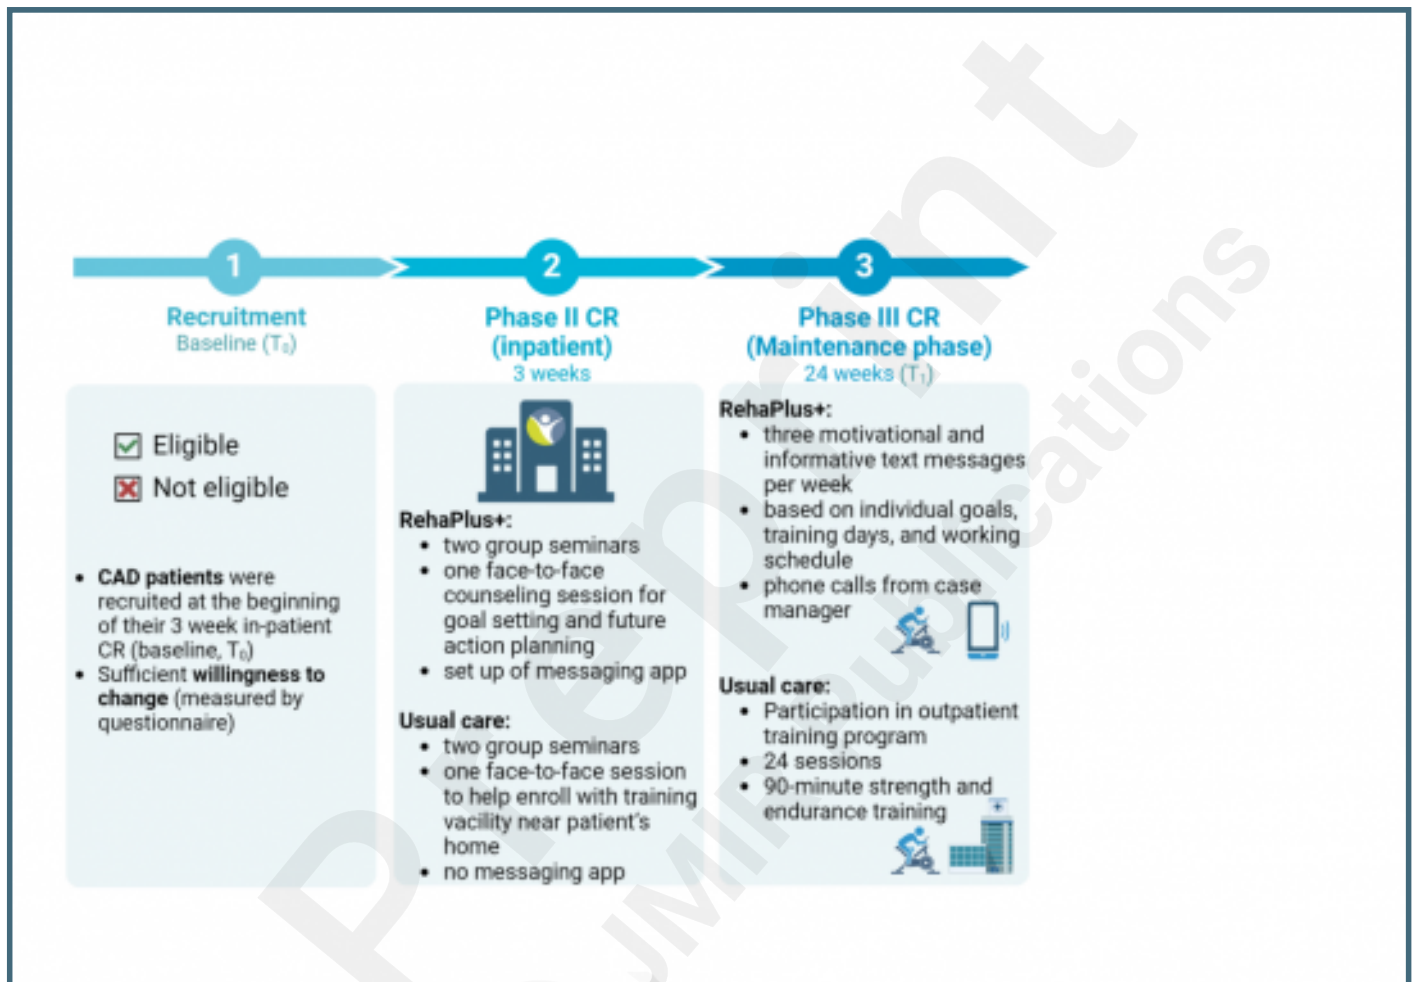 1
Recruitment
Baseline (T₀)
Eligible
Not eligible
• CAD patients were
recruited at the beginning
of their 3 week in-patient
CR (baseline, T₀)
• Sufficient willingness to
change (measured by
questionnaire)
2
Phase II CR
(inpatient)
3 weeks
RehaPlus+:
• two group seminars
• one face-to-face
counseling session for
goal setting and future
action planning
• set up of messaging app
Usual care:
• two group seminars
• one face-to-face session
to help enroll with training
vacility near patient's
home
• no messaging app
3
Phase III CR
(Maintenance phase)
24 weeks (T₁)
RehaPlus+:
• three motivational and
informative text messages
per week
• based on individual goals,
training days, and working
schedule
• phone calls from case
manager
Usual care:
• Participation in outpatient
training program
• 24 sessions
• 90-minute strength and
endurance training
Preprint
JMIR Publications